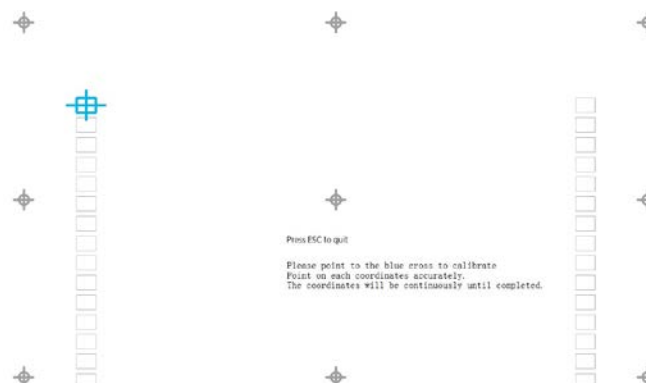 Press ESC to quit
Please point to the blue cross to calibrate
Point on each coordinates accurately.
The coordinates will be continuously until completed.